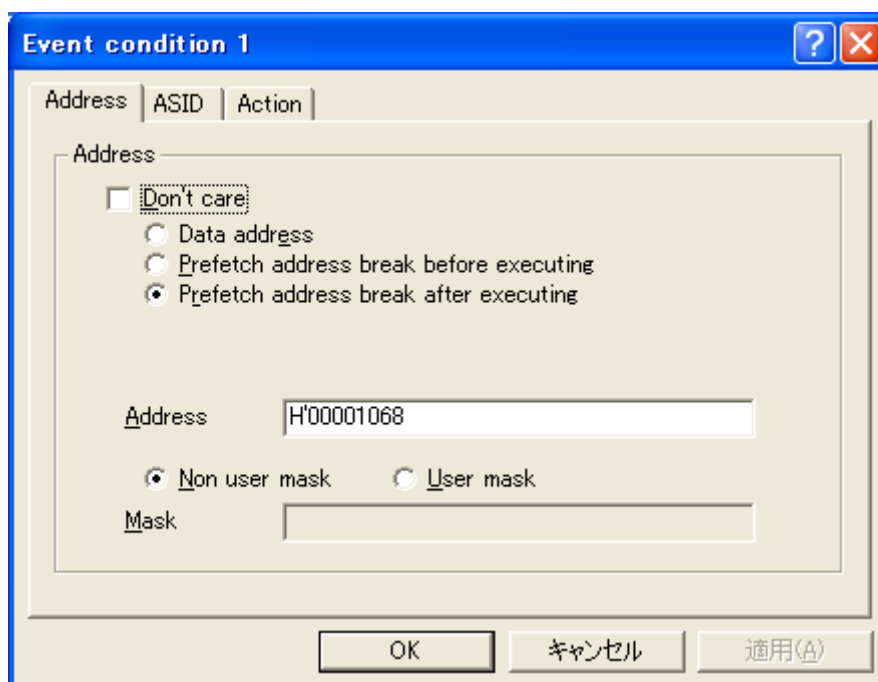 Event condition 1
Address ASID Action
Address
Don't care
Data address
Prefetch address break before executing
Prefetch address break after executing
Address H'00001068
Non user mask User mask
Mask
OK キャンセル 適用(A)